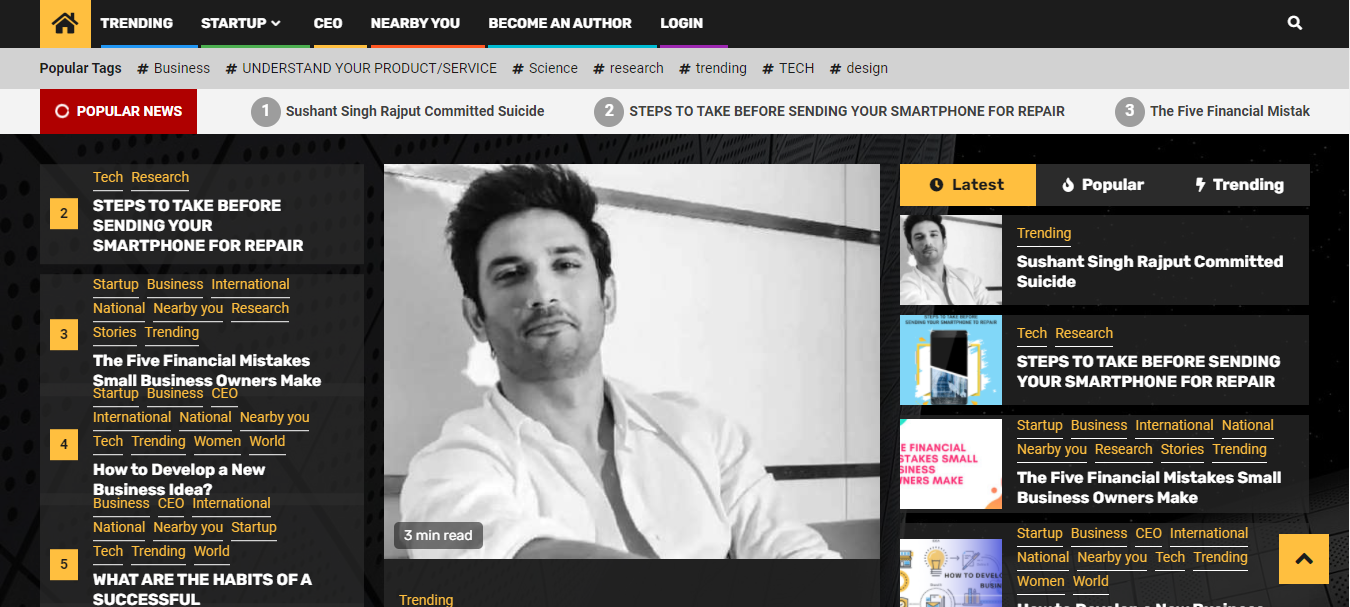 TRENDING STARTUP CEO NEARBY YOU BECOME AN AUTHOR LOGIN
Popular Tags # Business # UNDERSTAND YOUR PRODUCT/SERVICE # Science # research # trending # TECH # design
POPULAR NEWS 1 Sushant Singh Rajput Committed Suicide 2 STEPS TO TAKE BEFORE SENDING YOUR SMARTPHONE FOR REPAIR 3 The Five Financial Mistak
Tech Research
2
STEPS TO TAKE BEFORE
SENDING YOUR
SMARTPHONE FOR REPAIR
Startup Business International
National Nearby you Research
Stories Trending
3
The Five Financial Mistakes
Small Business Owners Make
Startup Business CEO
International National Nearby you
Tech Trending Women World
4
How to Develop a New
Business Idea?
Business CEO International
National Nearby you Startup
Tech Trending World
5
WHAT ARE THE HABITS OF A
SUCCESSFUL
3 min read
Trending
Latest Popular Trending
Trending
Sushant Singh Rajput Committed
Suicide
STEPS TO TAKE BEFORE
SENDING YOUR SMARTPHONE TO REPAIR
Tech Research
STEPS TO TAKE BEFORE SENDING
YOUR SMARTPHONE FOR REPAIR
E FINANCIAL
STAKES SMALL
SINESS
WNERS MAKE
Startup Business International National
Nearby you Research Stories Trending
The Five Financial Mistakes Small
Business Owners Make
HOW TO DEVELO
BUSIN
Startup Business CEO International
National Nearby you Tech Trending
Women World
How to Develop a New Business